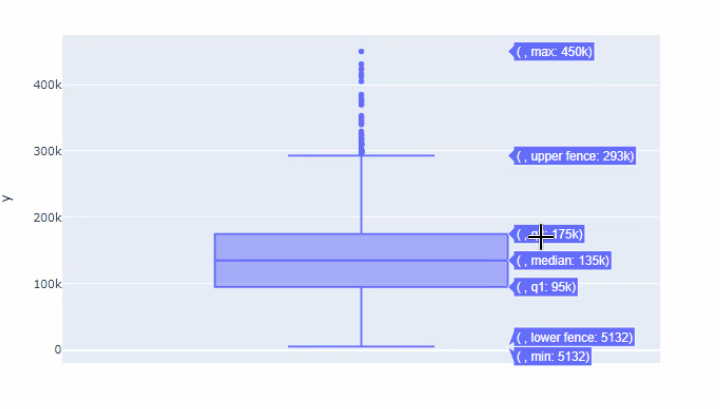 ( , max: 450k)
400k
300k
( , upper fence: 293k)
y
200k
( , 175k)
( , median: 135k)
100k
( , q1: 95k)
( , lower fence: 5132)
0
( , min: 5132)